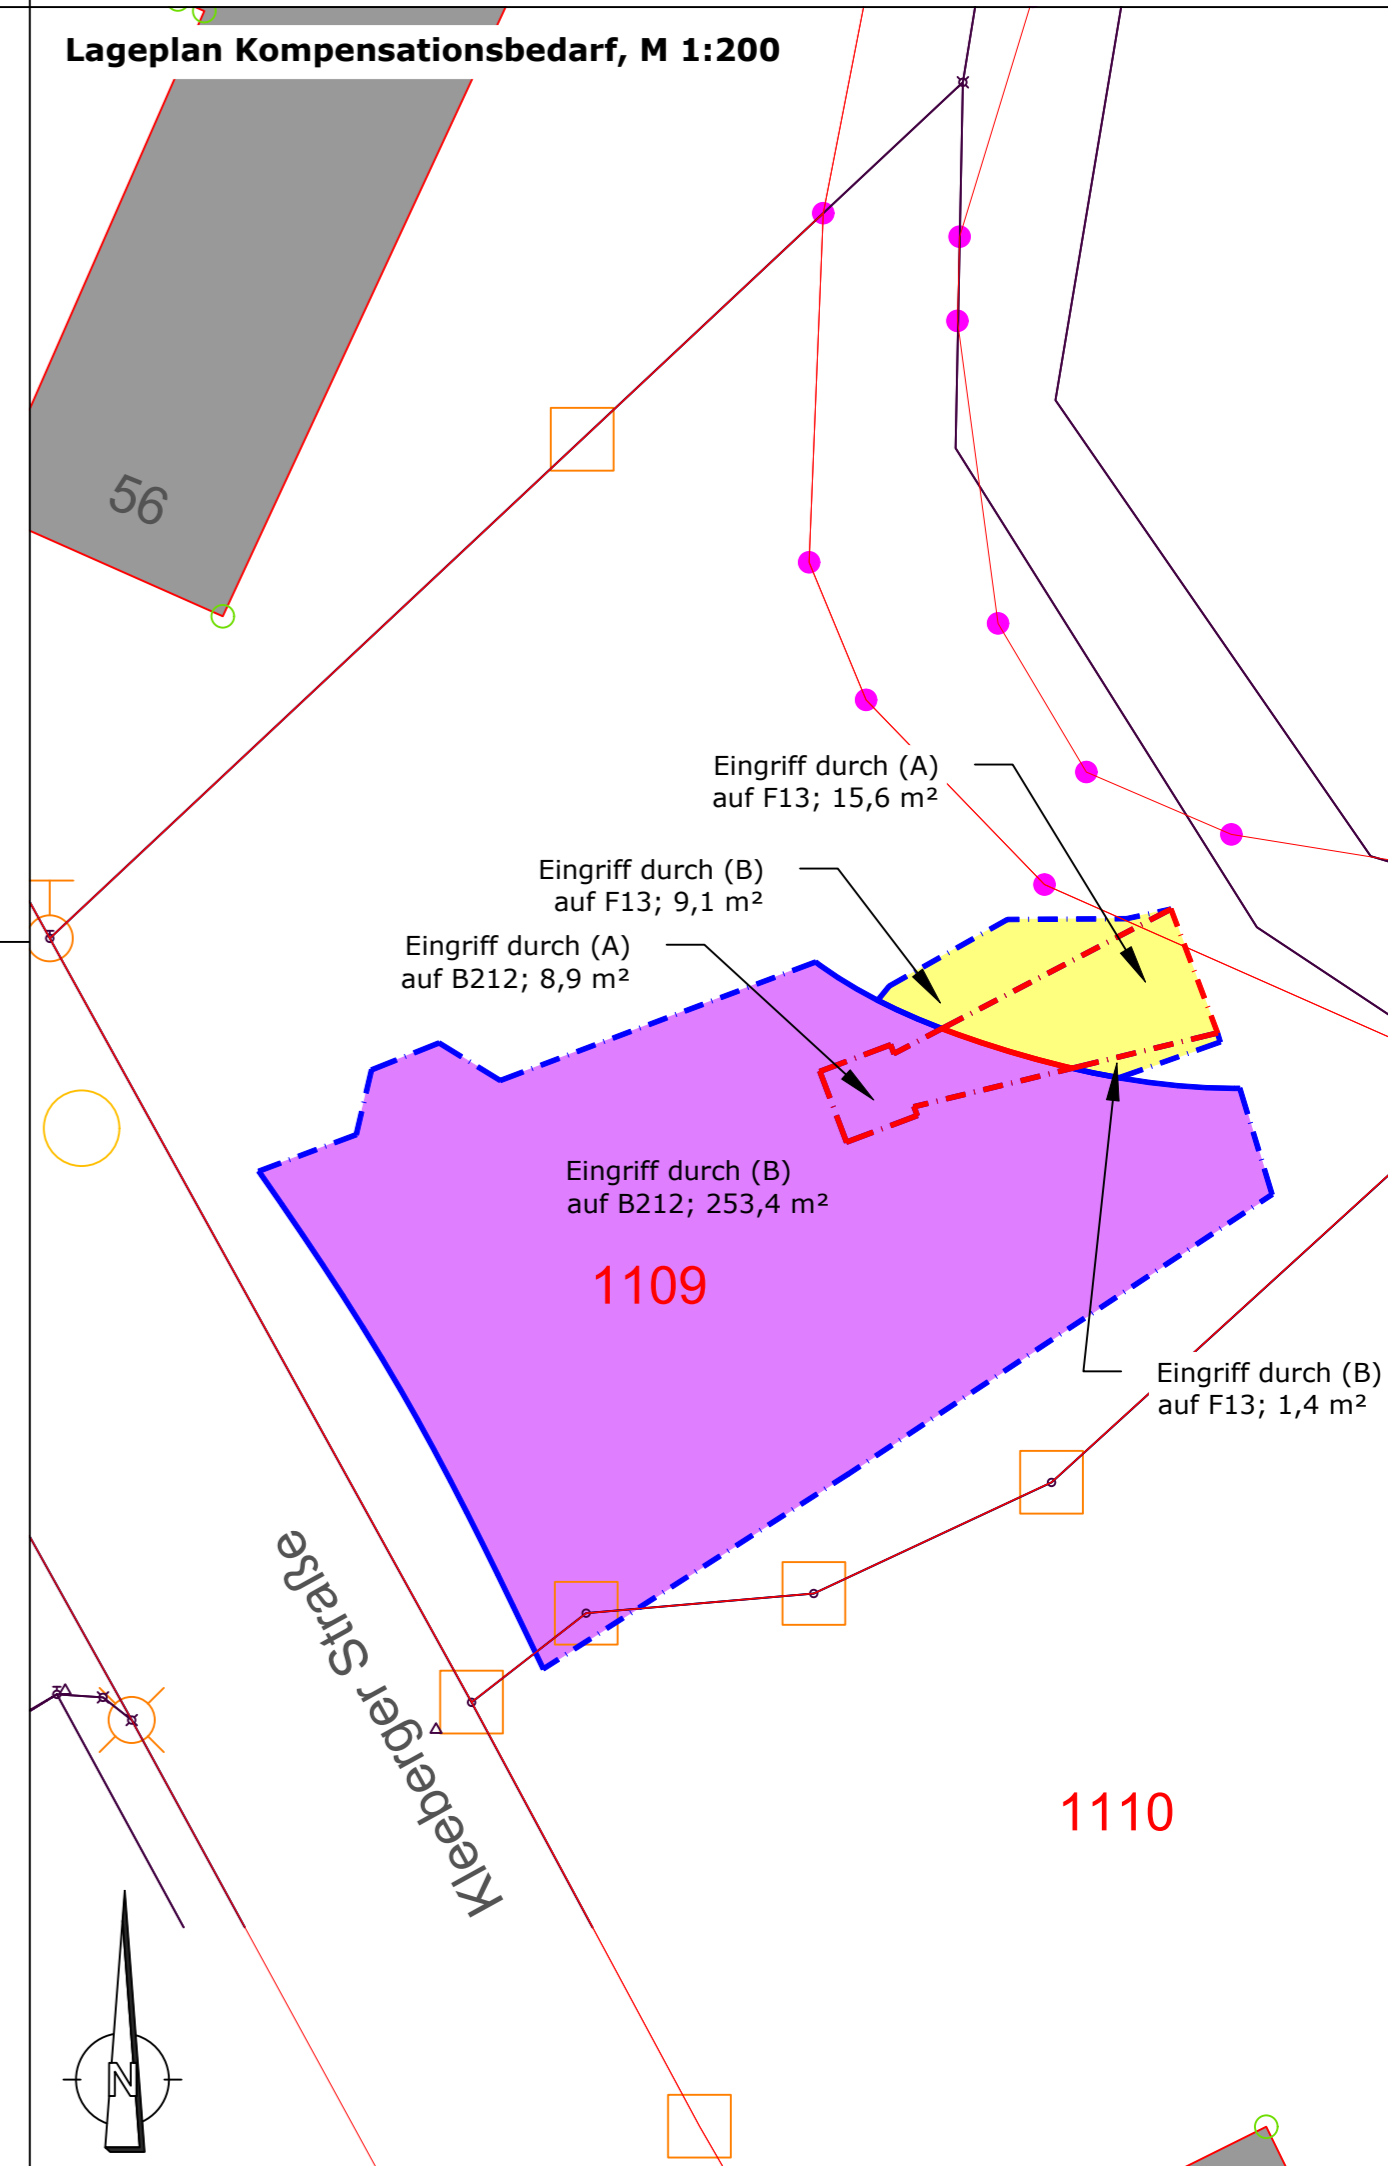 Lageplan Kompensationsbedarf, M 1:200
56
Eingriff durch (A)
auf F13; 15,6 m²
Eingriff durch (B)
auf F13; 9,1 m²
Eingriff durch (A)
auf B212; 8,9 m²
Eingriff durch (B)
auf B212; 253,4 m²
1109
Eingriff durch (B)
auf F13; 1,4 m²
Kleeberger Straße
1110
N